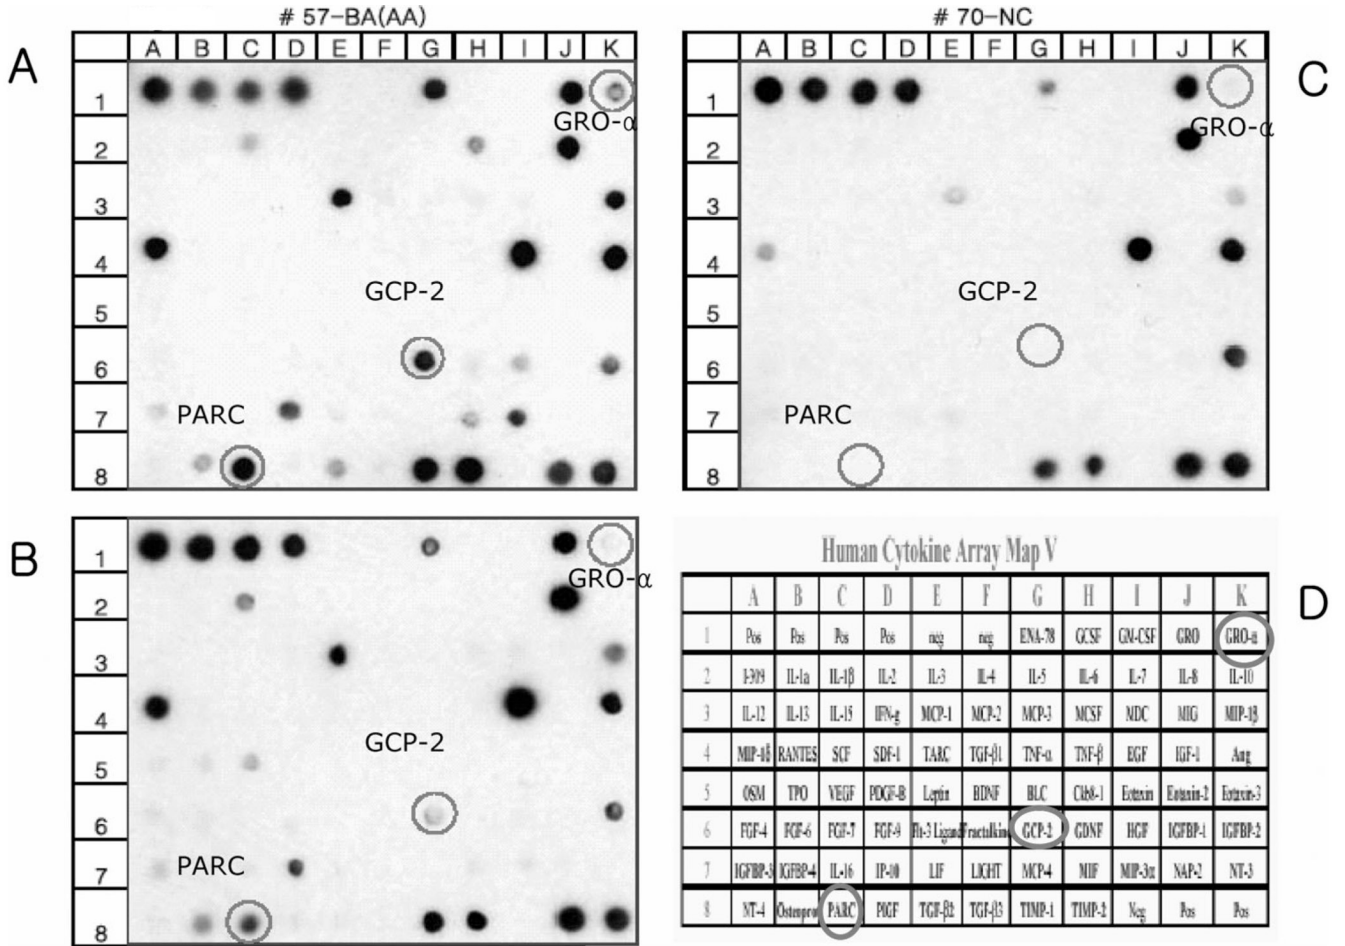 # 57-BA(AA)
# 70-NC
A
A B C D E F G H I J K
1
2
3
4
5
6
7
8
GRO-α
GCP-2
PARC
C
A B C D E F G H I J K
1
2
3
4
5
6
7
8
GRO-α
GCP-2
PARC
B
1
2
3
4
5
6
7
8
GRO-α
GCP-2
PARC
D
Human Cytokine Array Map V
A B C D E F G H I J K
1 Pos Pos Pos Pos neg neg ENA-78 GCSF GM-CSF GRO GRO-α
2 I-309 IL-1a IL-1β IL-2 IL-3 IL-4 IL-5 IL-6 IL-7 IL-8 IL-10
3 IL-12 IL-13 IL-15 IFN-g MCP-1 MCP-2 MCP-3 MCSF MDC MIG MIP-1β
4 MIP-1δ RANTES SCF SDF-1 TARC TGF-β1 TNF-α TNF-β EGF IGF-1 Ang
5 OSM TPO VEGF PDGF-B Leptin BDNF BLC Ckb8-1 Eotaxin Eotaxin-2 Eotaxin-3
6 FGF-4 FGF-6 FGF-7 FGF-9 Flt-3 Ligand Fractalkine GCP-2 GDNF HGF IGFBP-1 IGFBP-2
7 IGFBP-3 IGFBP-4 IL-16 IP-10 LIF LIGHT MCP-4 MIF MIP-3α NAP-2 NT-3
8 NT-4 Osteopro PARC PlGF TGF-β2 TGF-β3 TIMP-1 TIMP-2 Neg Pos Pos